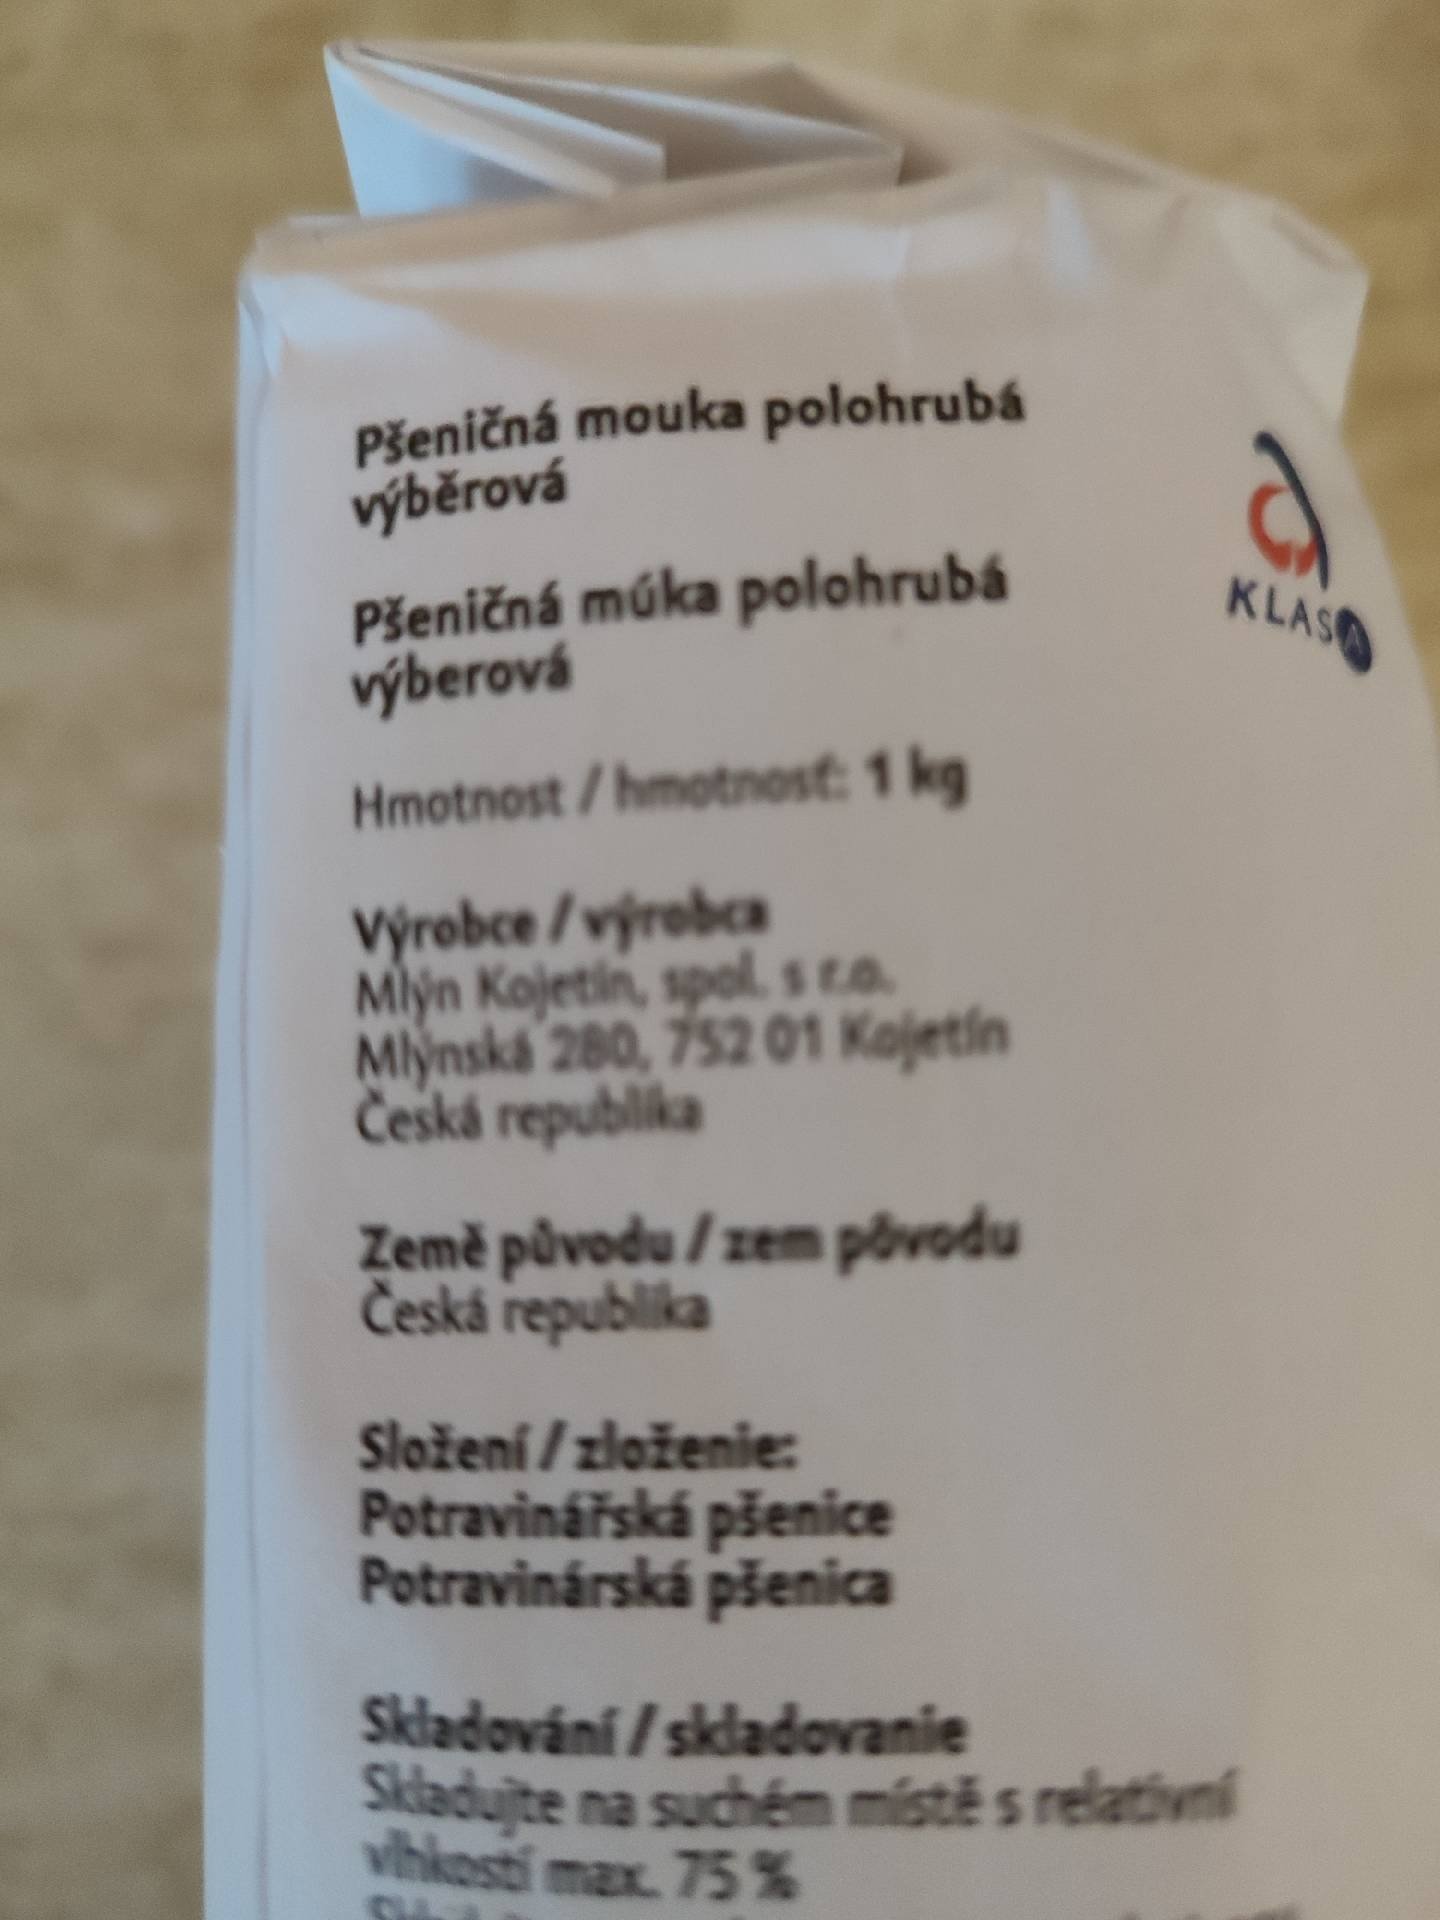 Pšeničná mouka polohrubá
výběrová
Pšeničná múka polohrubá
výberová
KLASA
Hmotnost / hmotnosť: 1 kg
Výrobce / výrobca
Mlýn Kojetín, spol. s r.o.
Mlýnská 280, 752 01 Kojetín
Česká republika
Země původu / zem pôvodu
Česká republika
Složení / zloženie:
Potravinářská pšenice
Potravinárská pšenica
Skladování / skladovanie
Skladujte na suchém místě s relativní
vlhkostí max. 75 %